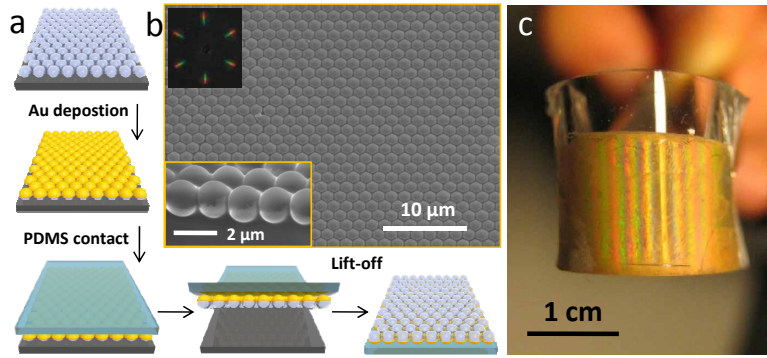 a
Au depostion
PDMS contact
Lift-off
b
10 μm
2 μm
c
1 cm